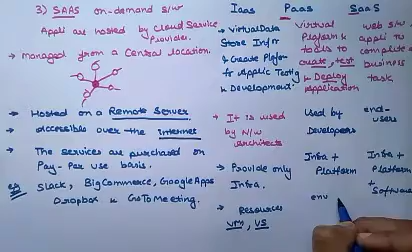 3) SAAS on-demand s/w
Appli are hosted by Cloud Service
Provider.
→ managed from a Central Location.
→ Hosted on a Remote Server
→ accessible over the Internet
→ The services are purchased on
Pay-Per use basis.
Slack, BigCommerce, Google Apps
Dropbox & GoToMeeting.
Iaas Paas SaaS
→ Virtual Data
Store Infr
→ Create Platfor
for Applic Testing
& Development
→ It is used
by N/w
Architects
→ Provide only
Infra.
→ Resources
VM, VS
virtual
Platform &
tools to
create, test
& Deploy
application
Used by
Developers
Infra +
Platform
env
web s/w &
appli to
complete a
business
task
end-
users
Infra +
Platform
+
Software